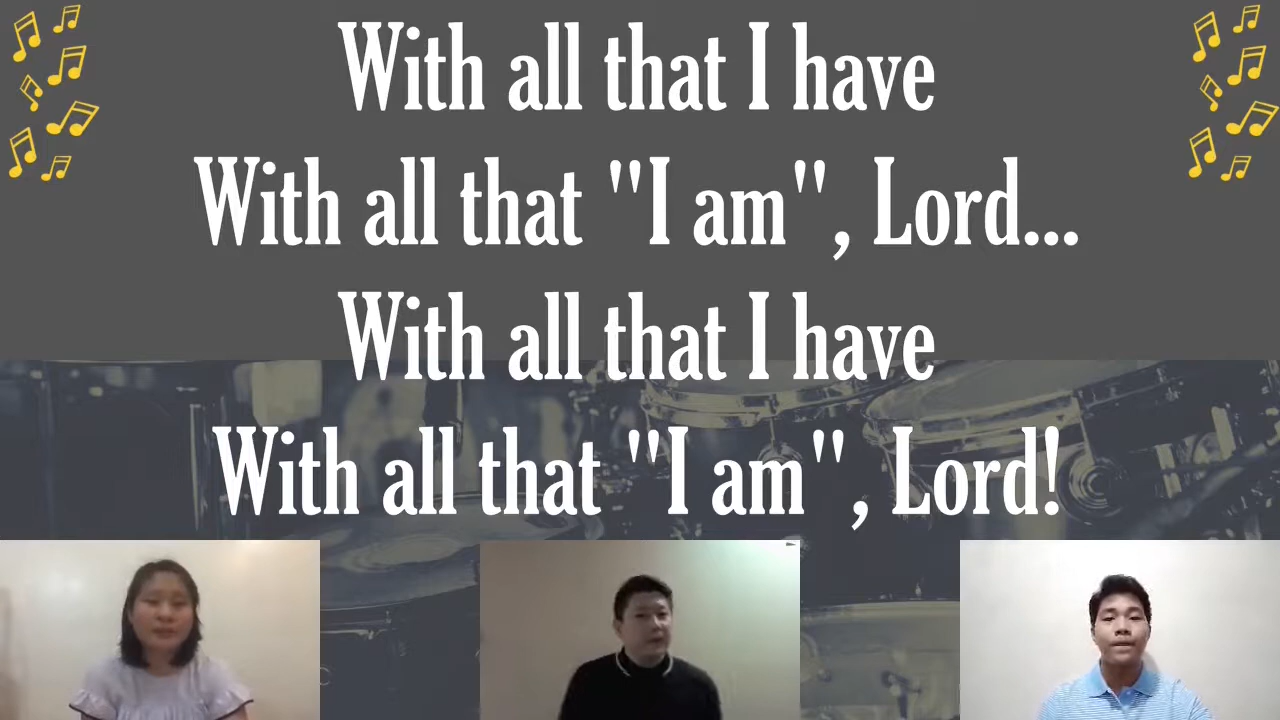 With all that I have
With all that "I am", Lord...
With all that I have
With all that "I am", Lord!